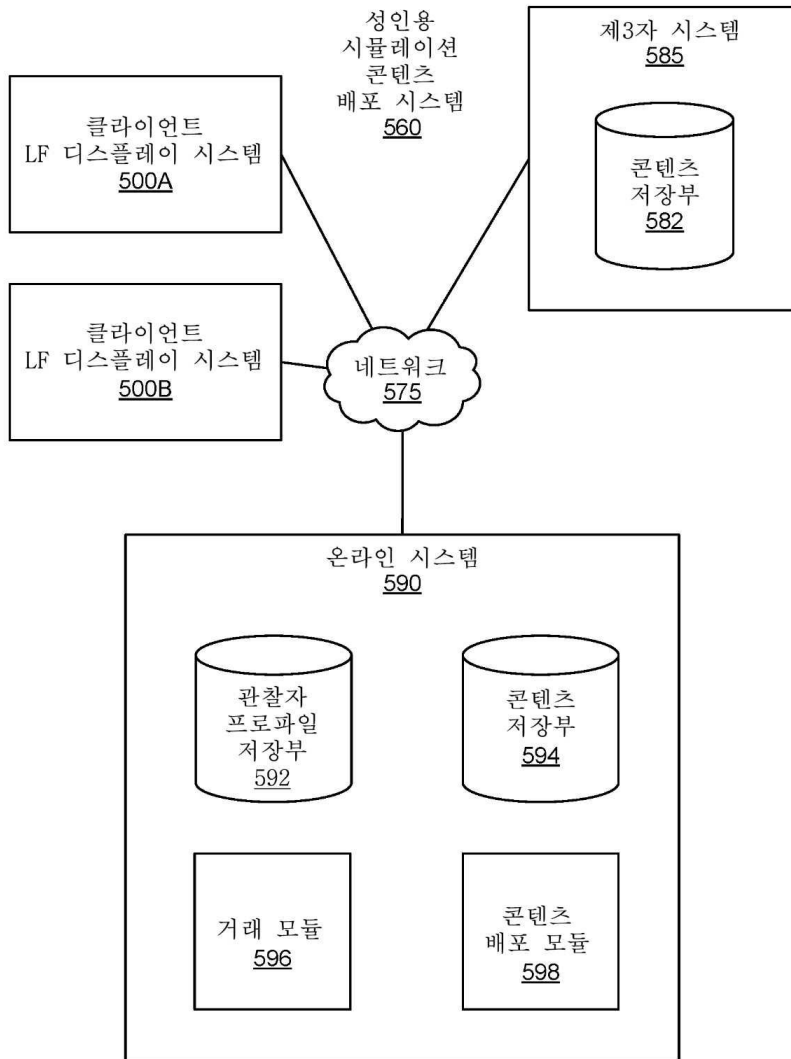 성인용
시뮬레이션
콘텐츠
배포 시스템
560
제3자 시스템
585
콘텐츠
저장부
582
클라이언트
LF 디스플레이 시스템
500A
클라이언트
LF 디스플레이 시스템
500B
네트워크
575
온라인 시스템
590
관찰자
프로파일
저장부
592
콘텐츠
저장부
594
거래 모듈
596
콘텐츠
배포 모듈
598